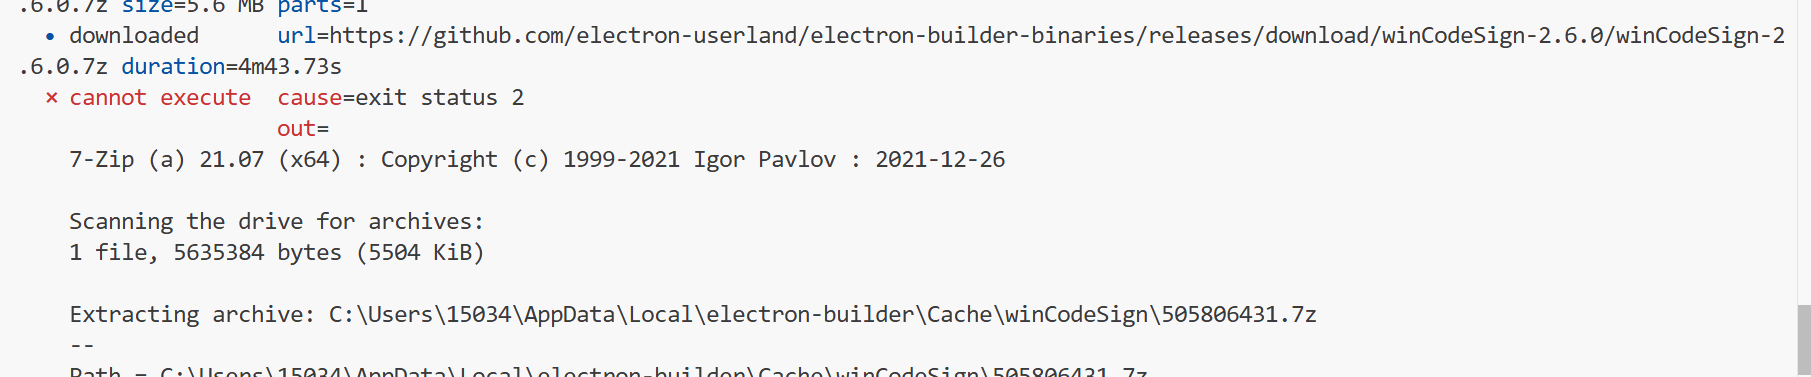 .6.0.7z size=5.6 MB parts=1
• downloaded url=https://github.com/electron-userland/electron-builder-binaries/releases/download/winCodeSign-2.6.0/winCodeSign-2
.6.0.7z duration=4m43.73s
⨯ cannot execute cause=exit status 2
out=
7-Zip (a) 21.07 (x64) : Copyright (c) 1999-2021 Igor Pavlov : 2021-12-26
Scanning the drive for archives:
1 file, 5635384 bytes (5504 KiB)
Extracting archive: C:\Users\15034\AppData\Local\electron-builder\Cache\winCodeSign\505806431.7z
--
Path = C:\Users\15034\AppData\Local\electron-builder\Cache\winCodeSign\505806431.7z